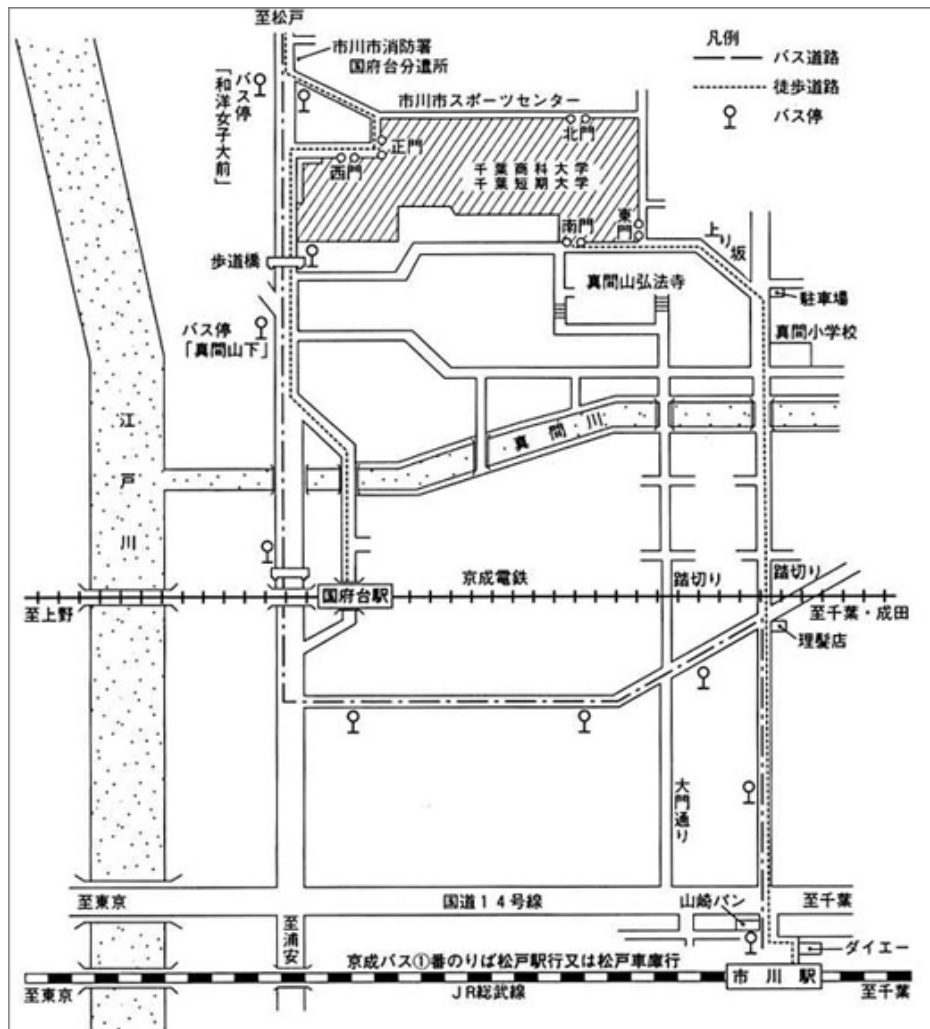 至松戸
市川市消防署
国府台分遣所
バス停
「和洋女子大前」
凡例
バス道路
徒歩道路
バス停
市川市スポーツセンター
北門
正門
西門
千葉商科大学
千葉短期大学
東門
南門
上り坂
歩道橋
真間山弘法寺
駐車場
バス停
「真間山下」
真間小学校
江戸川
真間川
京成電鉄
踏切り
踏切り
国府台駅
至上野
至千葉・成田
理髪店
大門通り
至東京
国道14号線
山崎パン
至千葉
至浦安
ダイエー
京成バス①番のりば松戸駅行又は松戸車庫行
市川駅
至東京
JR総武線
至千葉